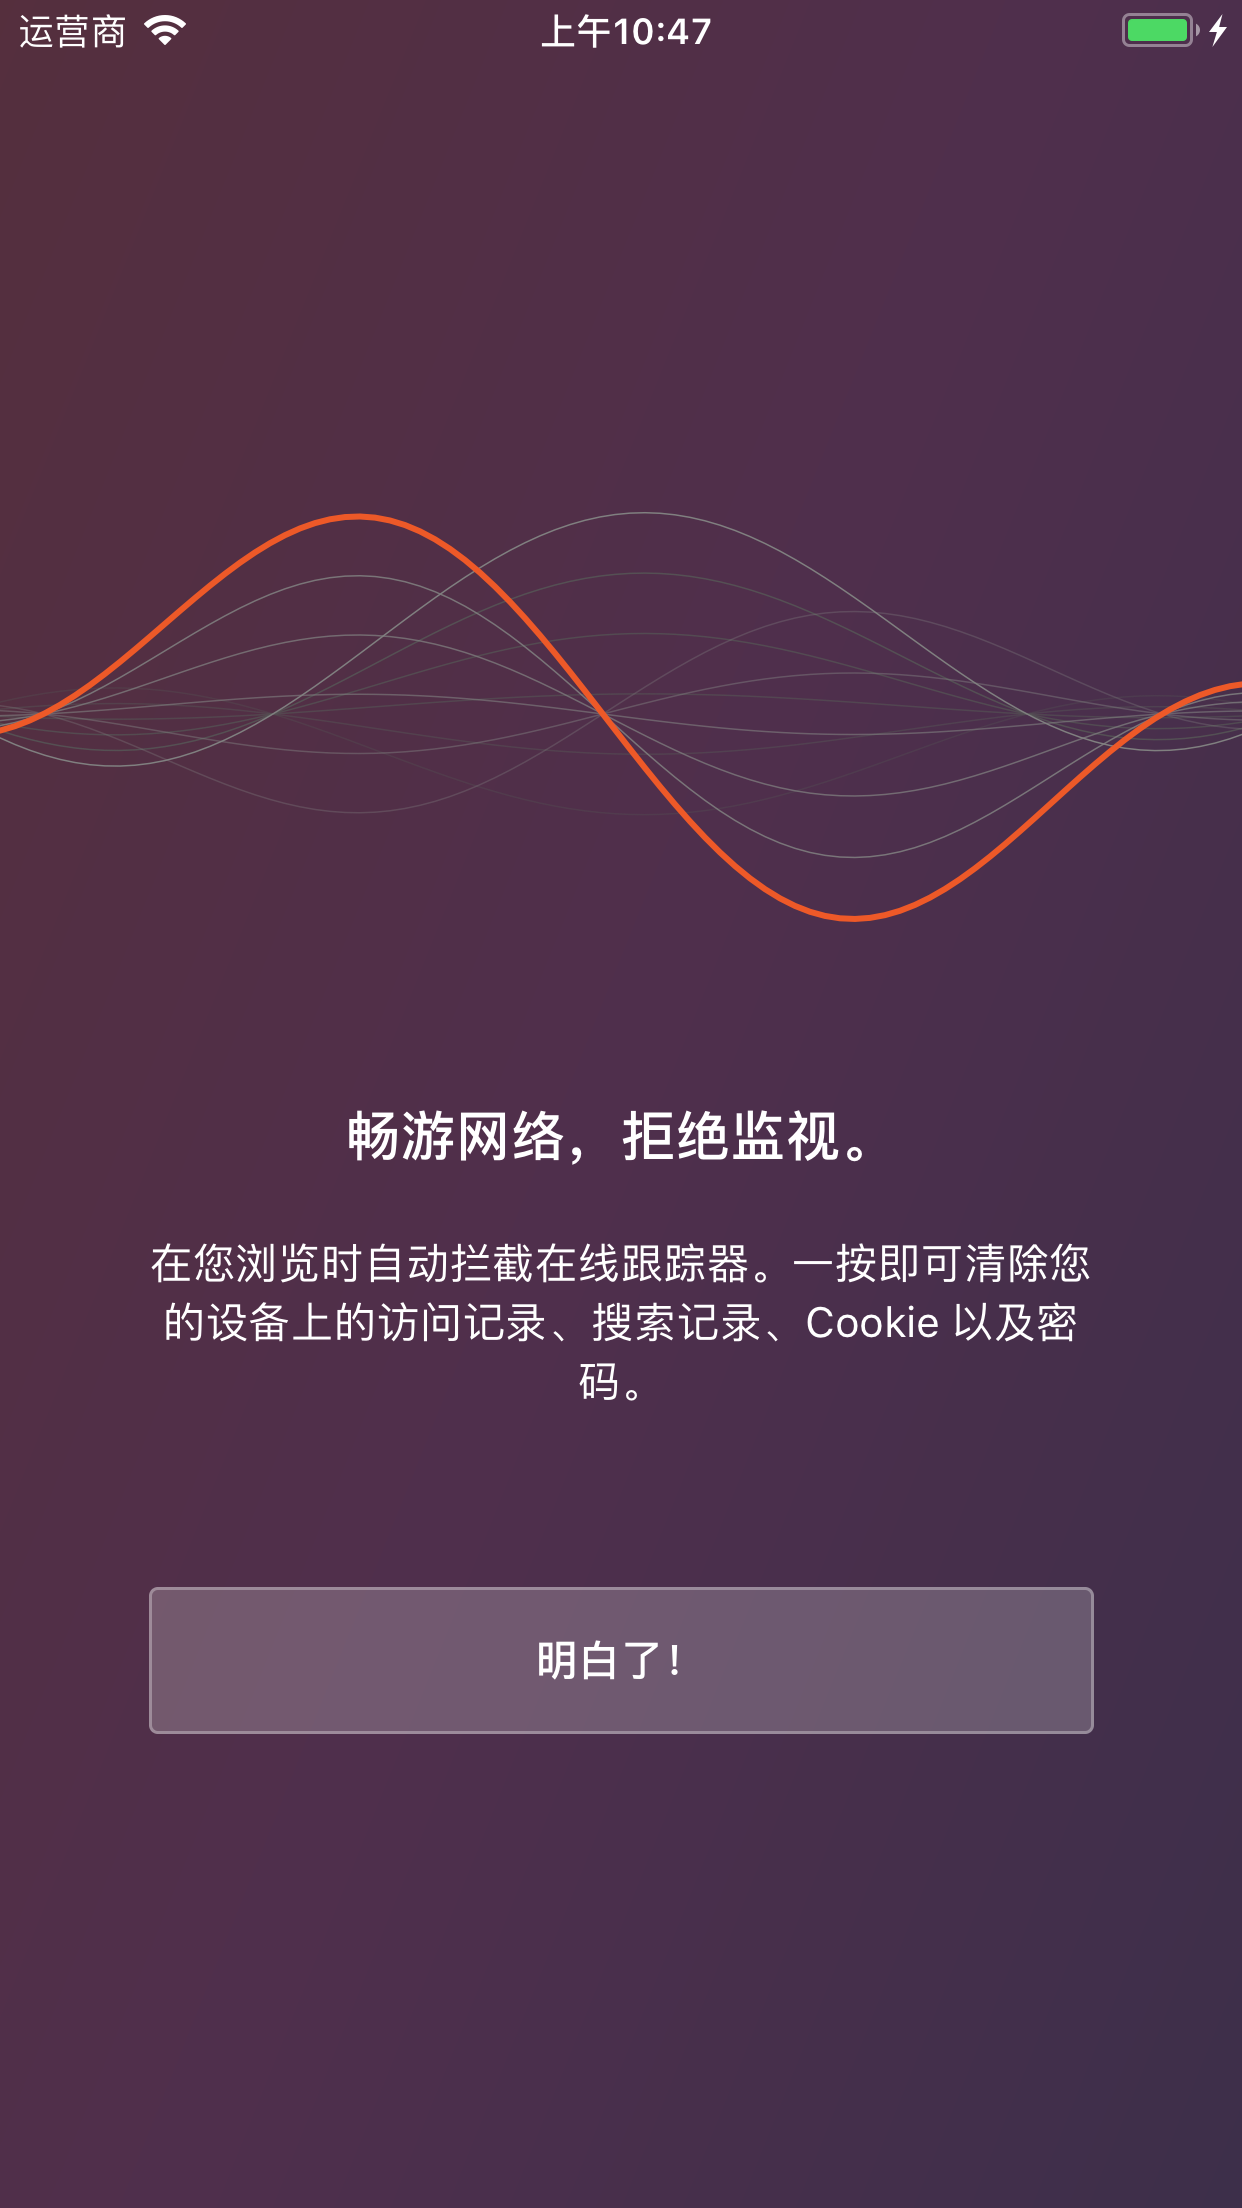 运营商
上午10:47
畅游网络，拒绝监视。
在您浏览时自动拦截在线跟踪器。一按即可清除您
的设备上的访问记录、搜索记录、Cookie 以及密
码。
明白了！